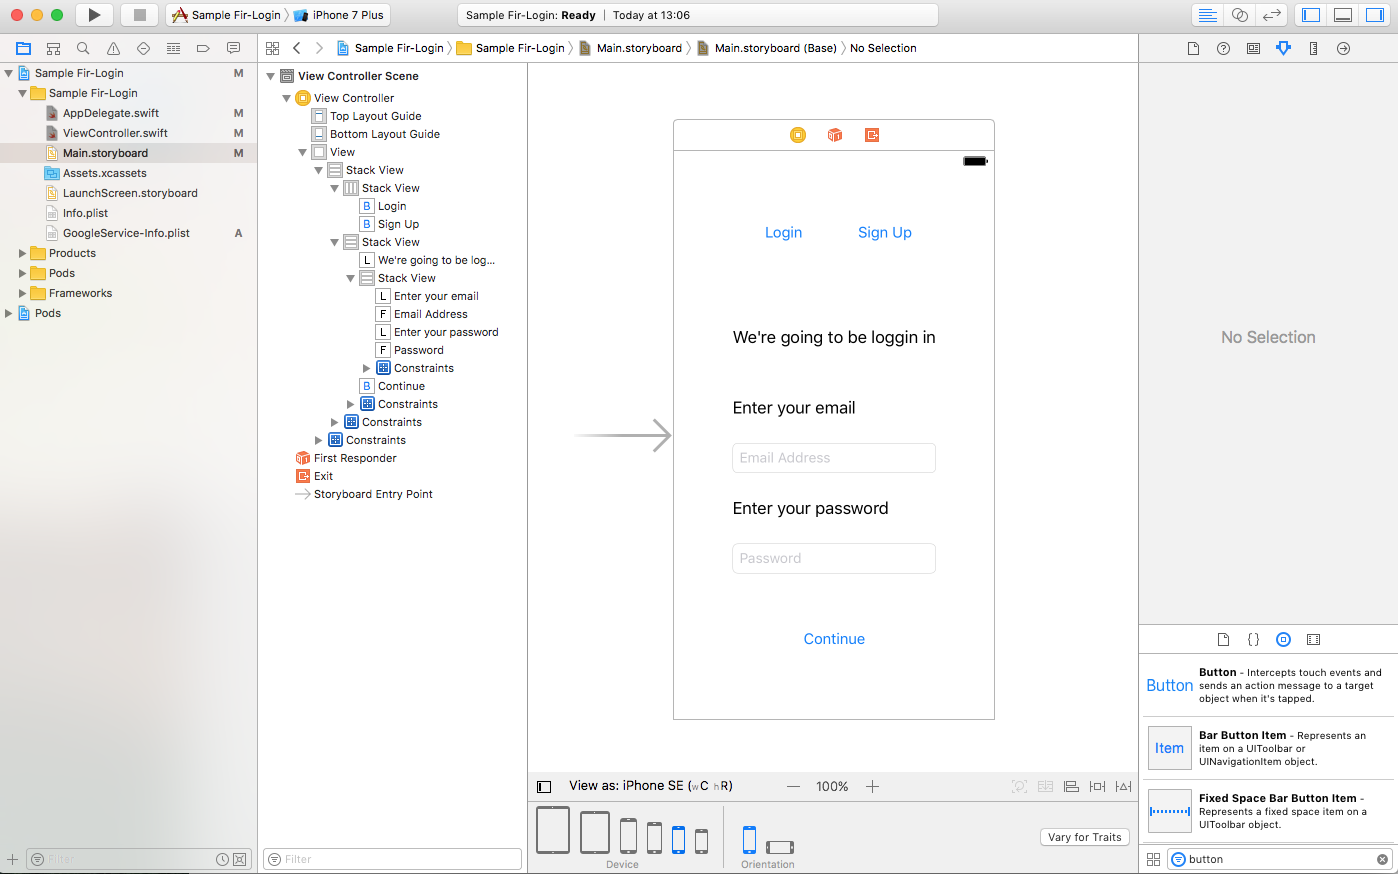 Sample Fir-Login iPhone 7 Plus
Sample Fir-Login: Ready Today at 13:06
Sample Fir-Login Sample Fir-Login Main.storyboard Main.storyboard (Base) No Selection
Sample Fir-Login M
Sample Fir-Login
AppDelegate.swift M
ViewController.swift M
Main.storyboard M
Assets.xcassets
LaunchScreen.storyboard
Info.plist
GoogleService-Info.plist A
Products
Pods
Frameworks
Pods
Filter
View Controller Scene
View Controller
Top Layout Guide
Bottom Layout Guide
View
Stack View
Stack View
B Login
B Sign Up
Stack View
L We're going to be log...
Stack View
L Enter your email
F Email Address
L Enter your password
F Password
Constraints
B Continue
Constraints
Constraints
Constraints
First Responder
Exit
Storyboard Entry Point
Filter
Login Sign Up
We're going to be loggin in
Enter your email
Email Address
Enter your password
Password
Continue
View as: iPhone SE (wC hR) 100%
Device Orientation
Vary for Traits
No Selection
{}
Button
Button - Intercepts touch events and
sends an action message to a target
object when it's tapped.
Item
Bar Button Item - Represents an
item on a UIToolbar or
UINavigationItem object.
Fixed Space Bar Button Item -
Represents a fixed space item on a
UIToolbar object.
button